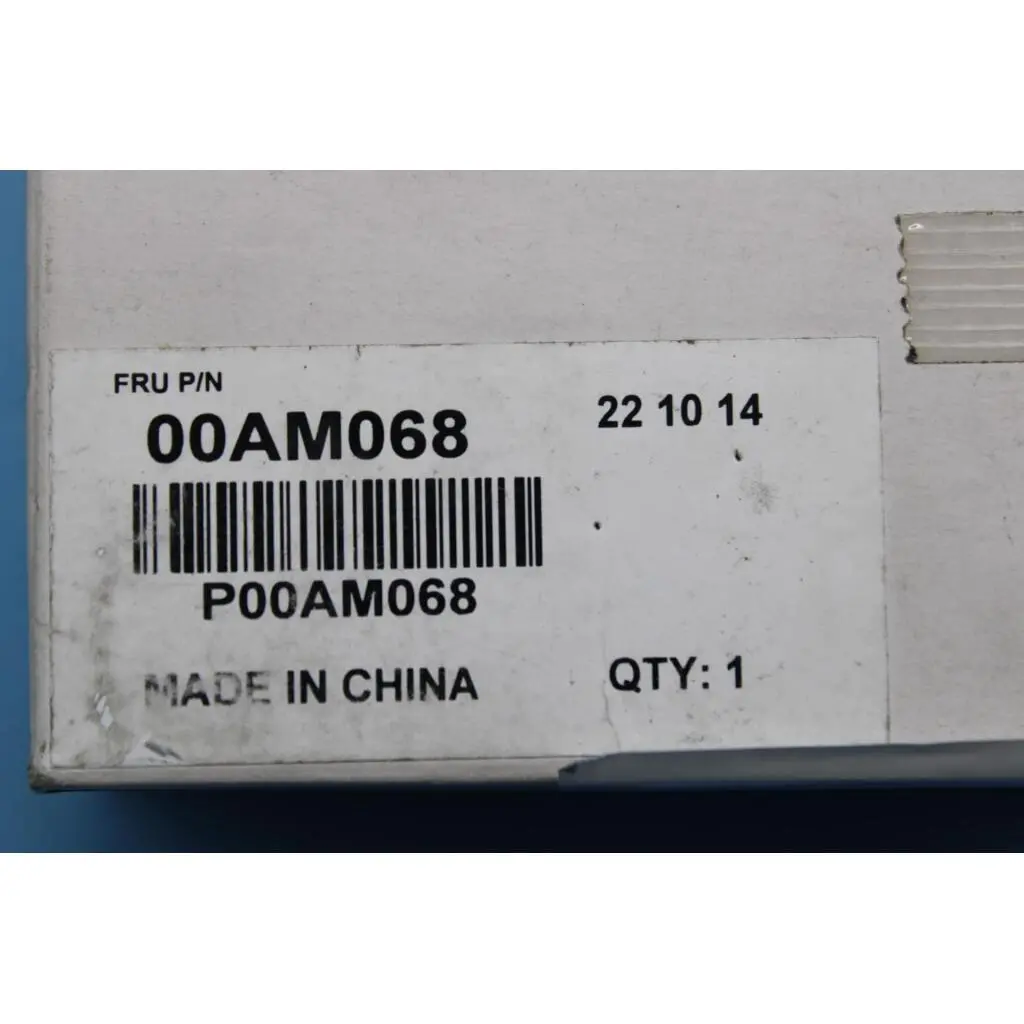 FRU P/N
00AM068
22 10 14
P00AM068
MADE IN CHINA
QTY: 1